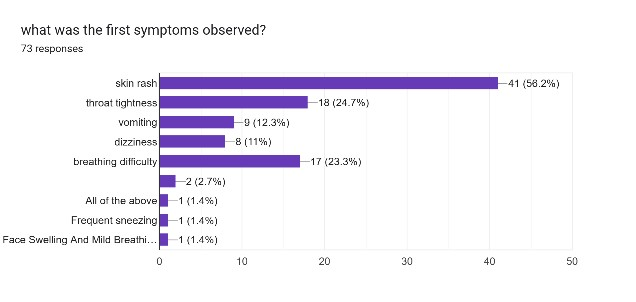 what was the first symptoms observed?
73 responses
skin rash 41 (56.2%)
throat tightness 18 (24.7%)
vomiting 9 (12.3%)
dizziness 8 (11%)
breathing difficulty 17 (23.3%)
2 (2.7%)
All of the above 1 (1.4%)
Frequent sneezing 1 (1.4%)
Face Swelling And Mild Breathi... 1 (1.4%)
0 10 20 30 40 50